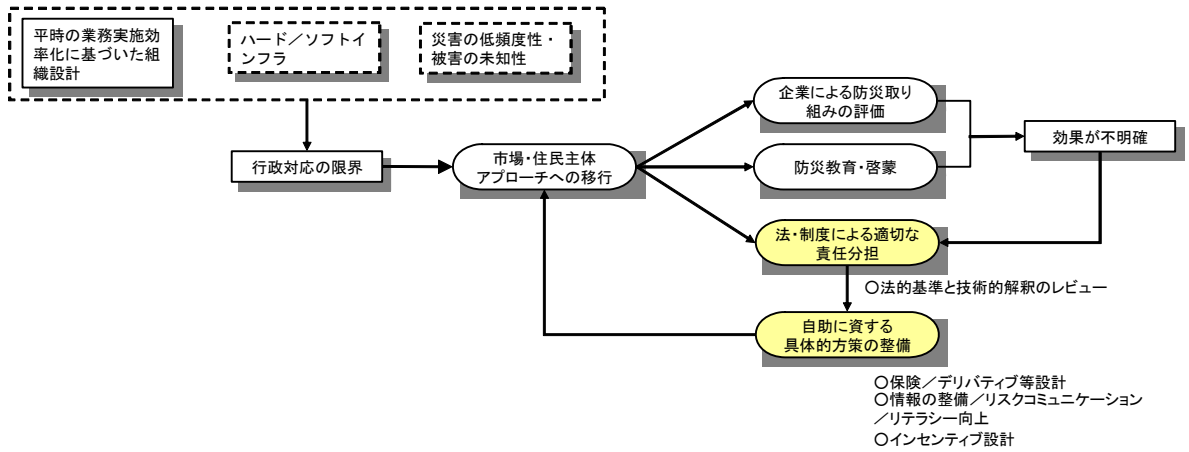 平時の業務実施効
率化に基づいた組
織設計
ハード／ソフトイ
ンフラ
災害の低頻度性・
被害の未知性
企業による防災取り
組みの評価
効果が不明確
行政対応の限界
市場・住民主体
アプローチへの移行
防災教育・啓蒙
法・制度による適切な
責任分担
○法的基準と技術的解釈のレビュー
自助に資する
具体的方策の整備
○保険／デリバティブ等設計
○情報の整備／リスクコミュニケーション
／リテラシー向上
○インセンティブ設計